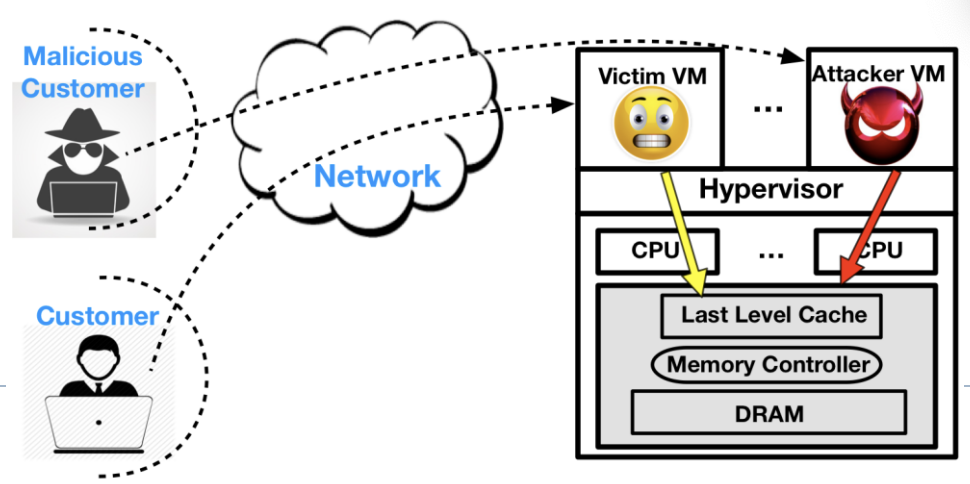 Malicious
Customer
Customer
Network
Victim VM
...
Attacker VM
Hypervisor
CPU
...
CPU
Last Level Cache
Memory Controller
DRAM